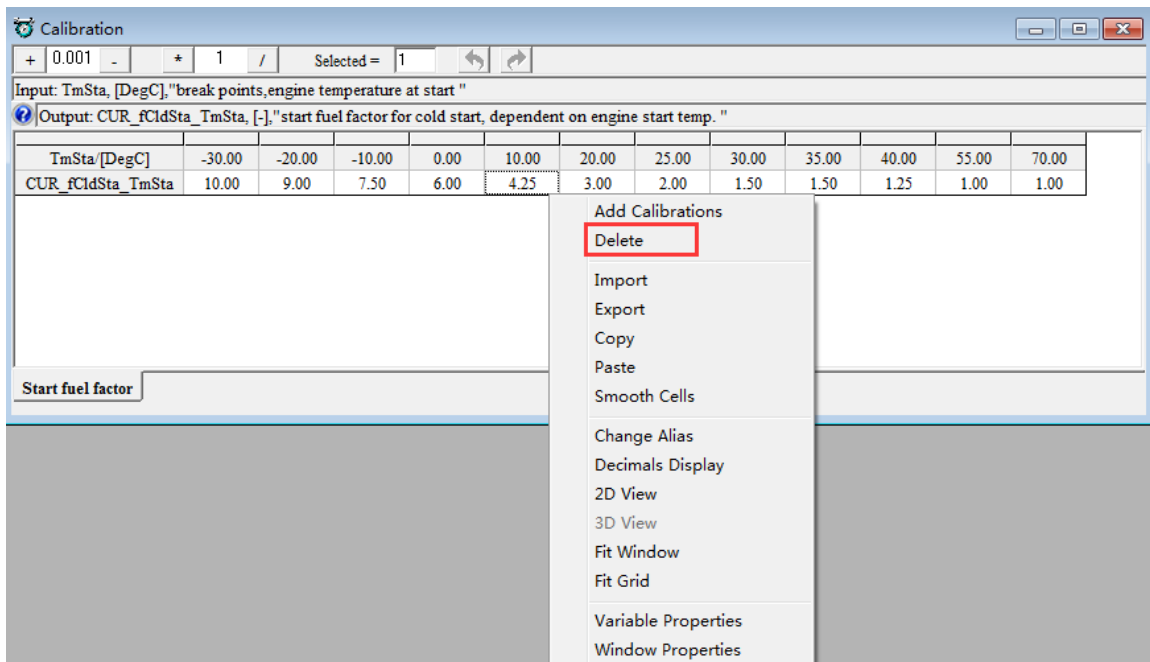 Calibration
+ 0.001 - * 1 / Selected = 1
Input: TmSta, [DegC],"break points,engine temperature at start "
Output: CUR_fCldSta_TmSta, [-],"start fuel factor for cold start, dependent on engine start temp. "
TmSta/[DegC] -30.00 -20.00 -10.00 0.00 10.00 20.00 25.00 30.00 35.00 40.00 55.00 70.00
CUR_fCldSta_TmSta 10.00 9.00 7.50 6.00 4.25 3.00 2.00 1.50 1.50 1.25 1.00 1.00
Add Calibrations
Delete
Import
Export
Copy
Paste
Smooth Cells
Change Alias
Decimals Display
2D View
3D View
Fit Window
Fit Grid
Variable Properties
Window Properties
Start fuel factor